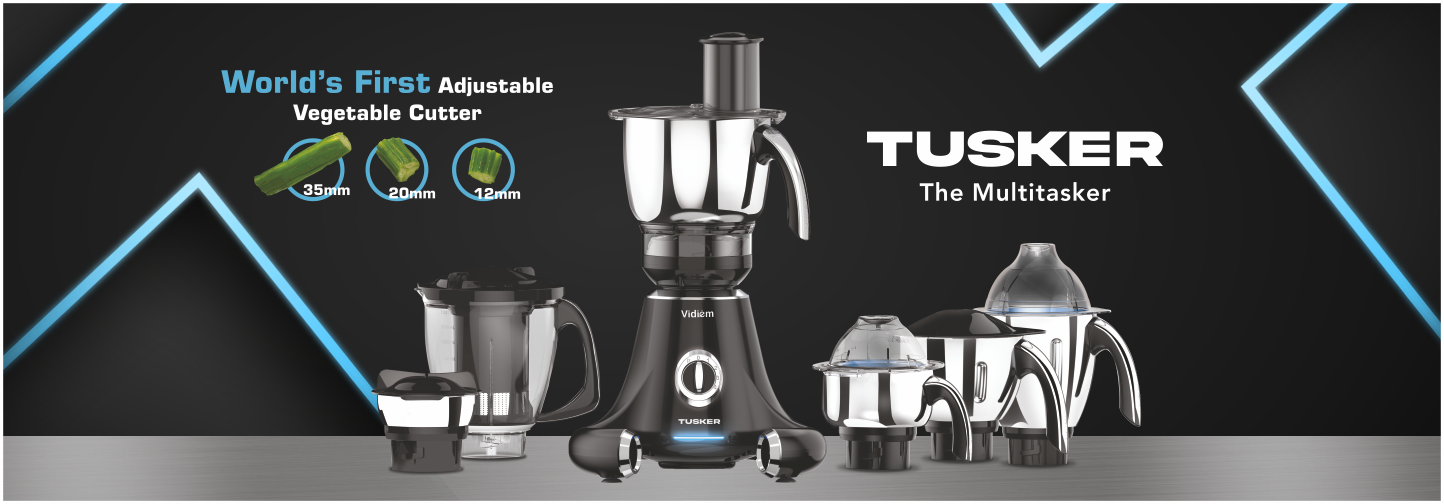 World's First Adjustable
Vegetable Cutter
35mm
20mm
12mm
TUSKER
The Multitasker
Vidiem
TUSKER